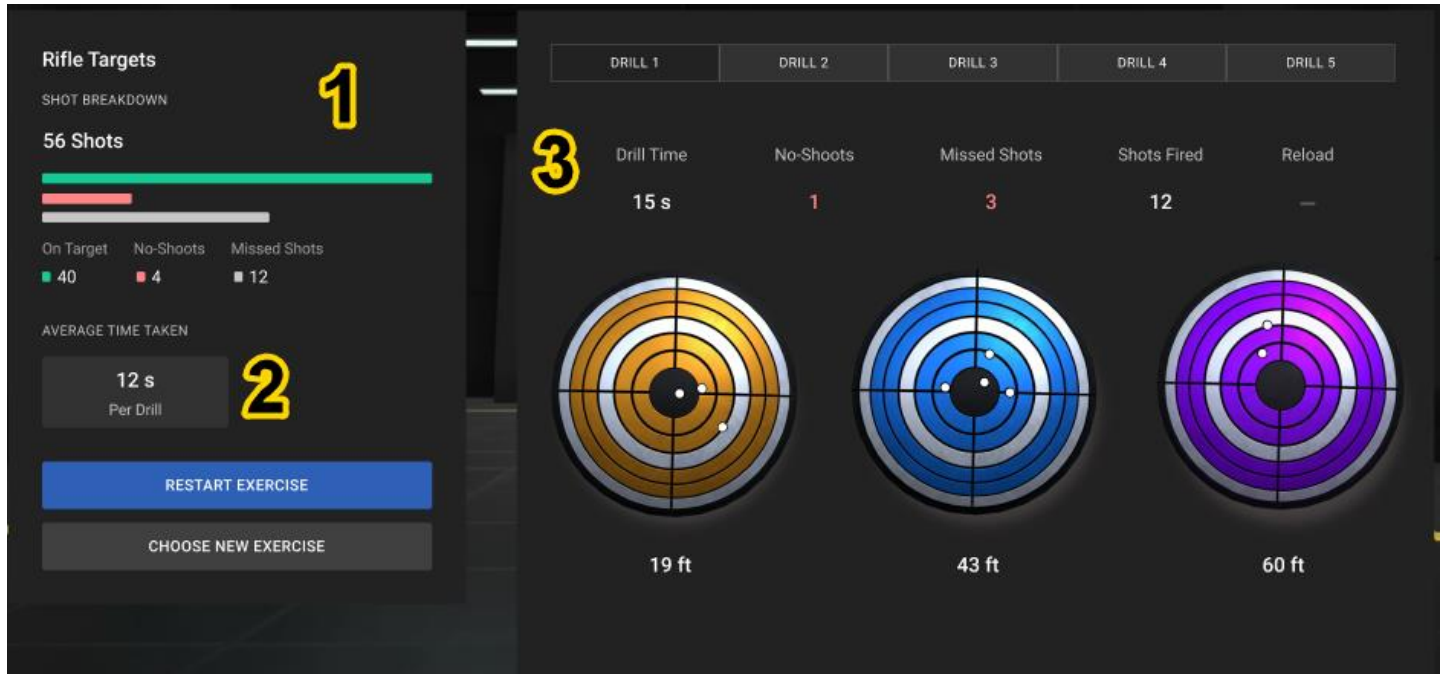 Rifle Targets
1
SHOT BREAKDOWN
56 Shots
On Target No-Shoots Missed Shots
40 4 12
AVERAGE TIME TAKEN
12 s
Per Drill
2
RESTART EXERCISE
CHOOSE NEW EXERCISE
DRILL 1 DRILL 2 DRILL 3 DRILL 4 DRILL 5
3
Drill Time No-Shoots Missed Shots Shots Fired Reload
15 s 1 3 12 —
19 ft 43 ft 60 ft